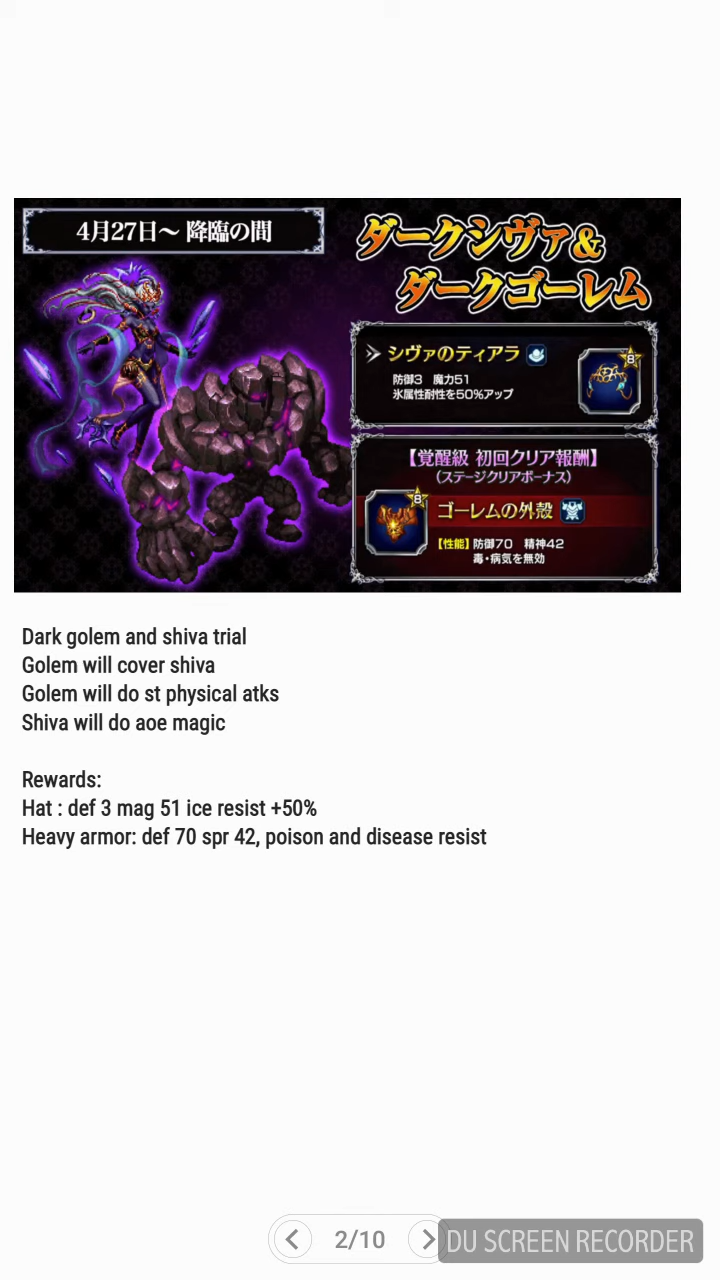 4月27日～ 降臨の間
ダークシヴァ&
ダークゴーレム
シヴァのティアラ
8
防御3 魔力51
氷属性耐性を50%アップ
【覚醒級 初回クリア報酬】
(ステージクリアボーナス)
8
ゴーレムの外殻
【性能】防御70 精神42
毒・病気を無効
Dark golem and shiva trial
Golem will cover shiva
Golem will do st physical atks
Shiva will do aoe magic
Rewards:
Hat : def 3 mag 51 ice resist +50%
Heavy armor: def 70 spr 42, poison and disease resist
2/10
DU SCREEN RECORDER